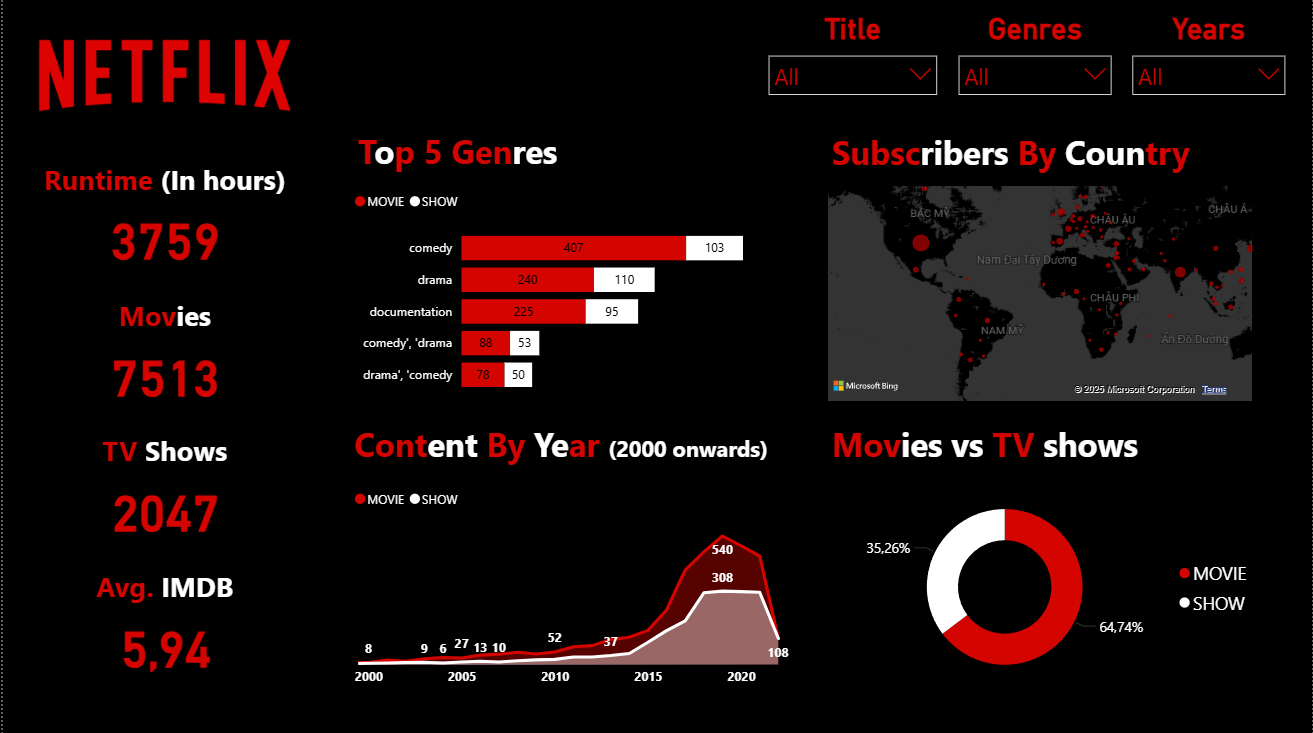 NETFLIX
Title
Genres
Years
All
All
All
Runtime (In hours)
3759
Movies
7513
TV Shows
2047
Avg. IMDB
5,94
Top 5 Genres
MOVIE
SHOW
comedy
407
103
drama
240
110
documentation
225
95
comedy', 'drama
88
53
drama', 'comedy
78
50
Subscribers By Country
BẮC MỸ
CHÂU ÂU
CHÂU Á
Nam Đại Tây Dương
CHÂU PHI
NAM MỸ
Ấn Độ Dương
Microsoft Bing
© 2025 Microsoft Corporation
Terms
Content By Year (2000 onwards)
MOVIE
SHOW
540
308
8
9
6
27
13
10
52
37
108
2000
2005
2010
2015
2020
Movies vs TV shows
35,26%
64,74%
MOVIE
SHOW